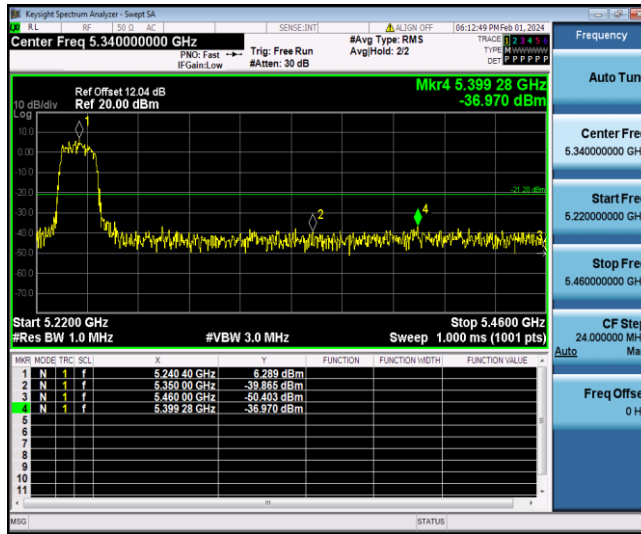 Keysight Spectrum Analyzer - Swept SA
RL RF 50 Ω AC SENSE:INT ALIGN OFF 06:12:49 PM Feb 01, 2024
Center Freq 5.340000000 GHz
PNO: Fast
IFGain:Low
Trig: Free Run
#Atten: 30 dB
#Avg Type: RMS
Avg|Hold: 2/2
TRACE 1 2 3 4 5 6
TYPE M W W W W W
DET P P P P P P
Frequency
Ref Offset 12.04 dB
Ref 20.00 dBm
Mkr4 5.399 28 GHz
-36.970 dBm
10 dB/div
Log
1
10.0
0.00
-10.0
-20.0
-21.20 dBm
-30.0
2
4
-40.0
3
-50.0
-60.0
-70.0
Start 5.2200 GHz
Stop 5.4600 GHz
#Res BW 1.0 MHz
#VBW 3.0 MHz
Sweep 1.000 ms (1001 pts)
MKR MODE TRC SCL X Y FUNCTION FUNCTION WIDTH FUNCTION VALUE
1 N 1 f 5.240 40 GHz 6.289 dBm
2 N 1 f 5.350 00 GHz -39.865 dBm
3 N 1 f 5.460 00 GHz -50.403 dBm
4 N 1 f 5.399 28 GHz -36.970 dBm
5
6
7
8
9
10
11
MSG
STATUS
Auto Tun
Center Fre
5.340000000 GH
Start Fre
5.220000000 GH
Stop Fre
5.460000000 GH
CF Ste
24.000000 MH
Auto Ma
Freq Offse
0 H